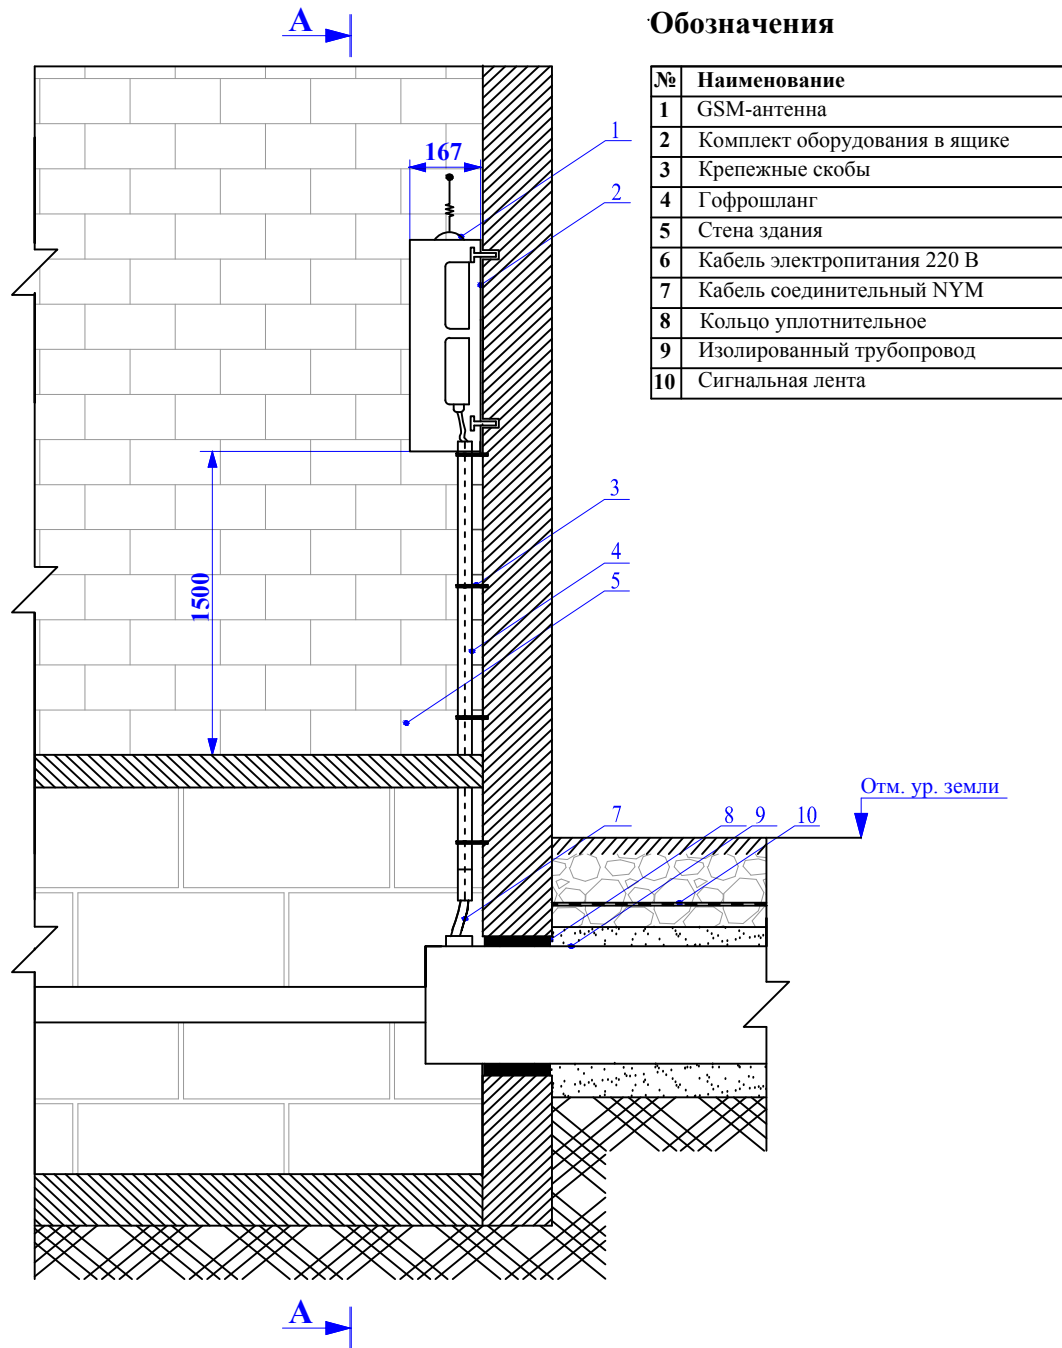 А
Обозначения
№ Наименование
1 GSM-антенна
2 Комплект оборудования в ящике
3 Крепежные скобы
4 Гофрошланг
5 Стена здания
6 Кабель электропитания 220 В
7 Кабель соединительный NYM
8 Кольцо уплотнительное
9 Изолированный трубопровод
10 Сигнальная лента
1
167
2
3
4
5
1500
Отм. ур. земли
7
8
9
10
А